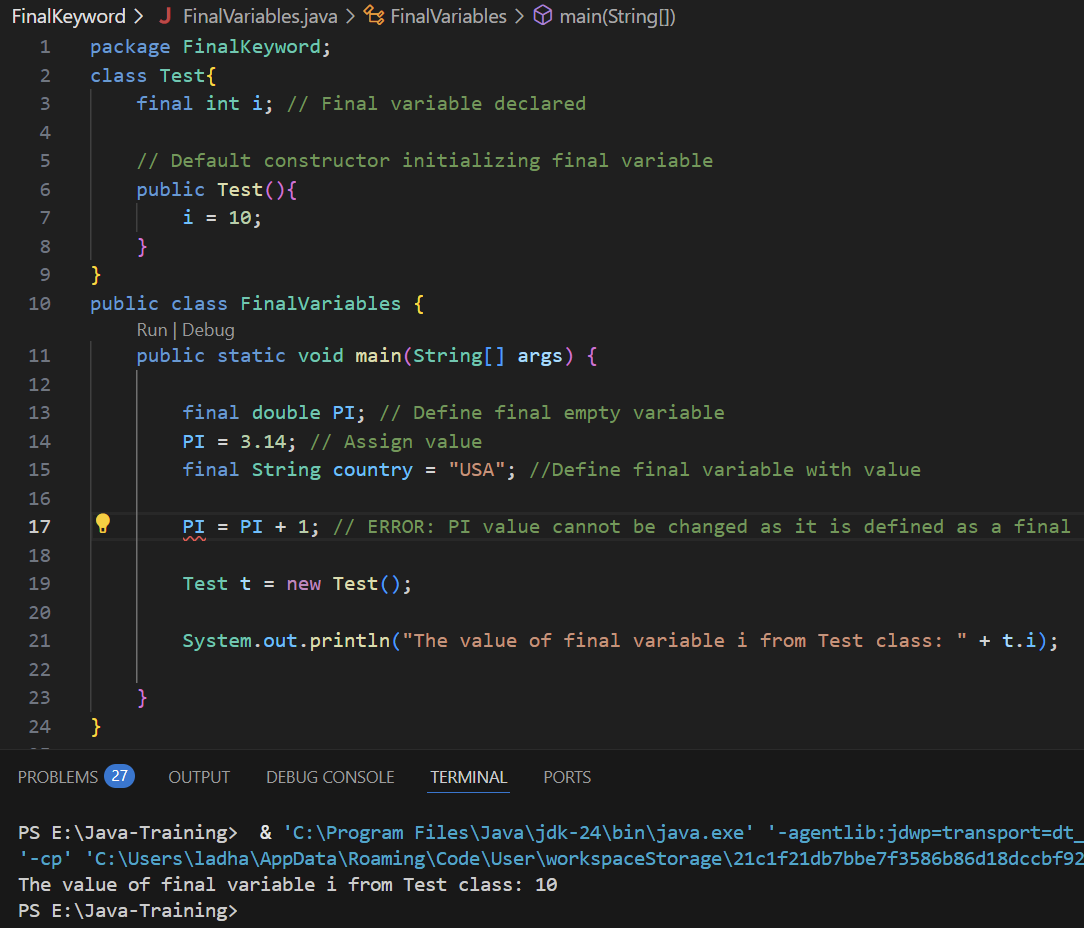 FinalKeyword > J FinalVariables.java > FinalVariables > main(String[])
1 package FinalKeyword;
2 class Test{
3 final int i; // Final variable declared
4
5 // Default constructor initializing final variable
6 public Test(){
7 i = 10;
8 }
9 }
10 public class FinalVariables {
Run | Debug
11 public static void main(String[] args) {
12
13 final double PI; // Define final empty variable
14 PI = 3.14; // Assign value
15 final String country = "USA"; //Define final variable with value
16
17 PI = PI + 1; // ERROR: PI value cannot be changed as it is defined as a final
18
19 Test t = new Test();
20
21 System.out.println("The value of final variable i from Test class: " + t.i);
22
23 }
24 }
PROBLEMS 27 OUTPUT DEBUG CONSOLE TERMINAL PORTS
PS E:\Java-Training>  & 'C:\Program Files\Java\jdk-24\bin\java.exe' '-agentlib:jdwp=transport=dt_
'-cp' 'C:\Users\ladha\AppData\Roaming\Code\User\workspaceStorage\21c1f21db7bbe7f3586b86d18dccbf92
The value of final variable i from Test class: 10
PS E:\Java-Training>